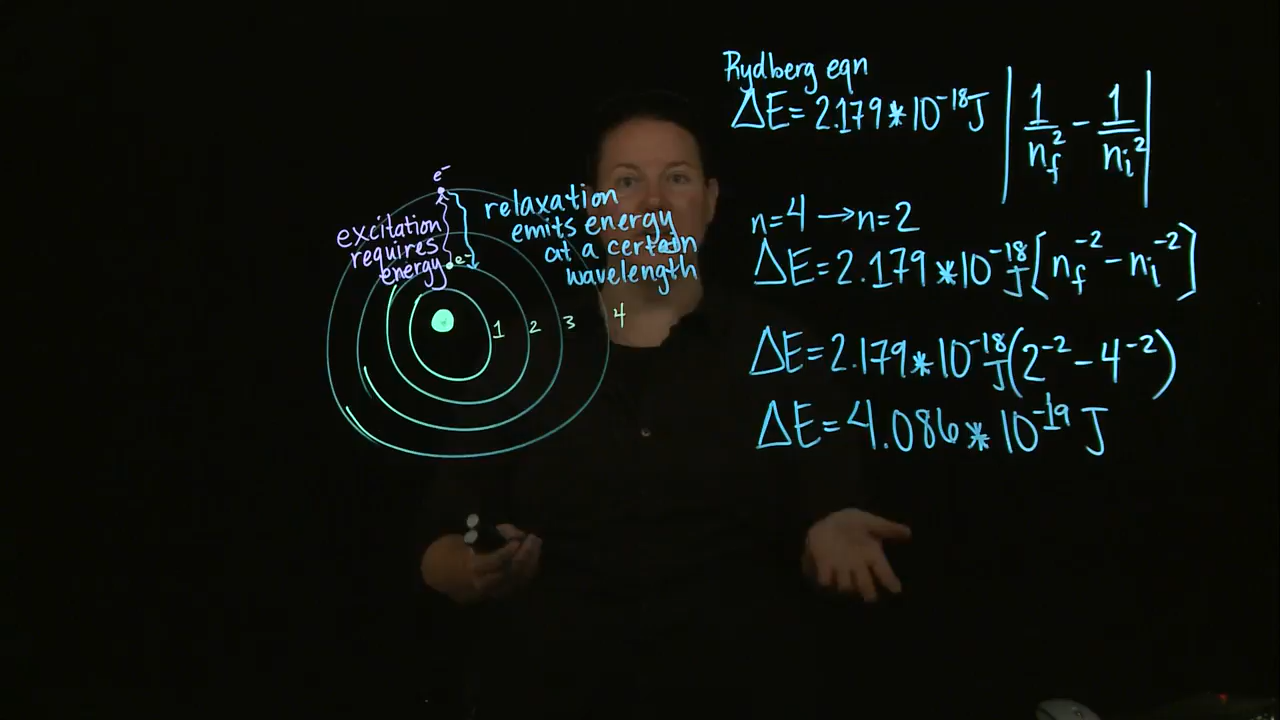 Rydberg eqn
ΔE = 2.179 * 10⁻¹⁸ J | 1/n_f² − 1/n_i² |
e⁻
excitation
requires
energy
e⁻
relaxation
emits energy
at a certain
wavelength
1 2 3 4
n=4 → n=2
ΔE = 2.179 * 10⁻¹⁸ J [n_f⁻² − n_i⁻²]
ΔE = 2.179 * 10⁻¹⁸ J (2⁻² − 4⁻²)
ΔE = 4.086 * 10⁻¹⁹ J